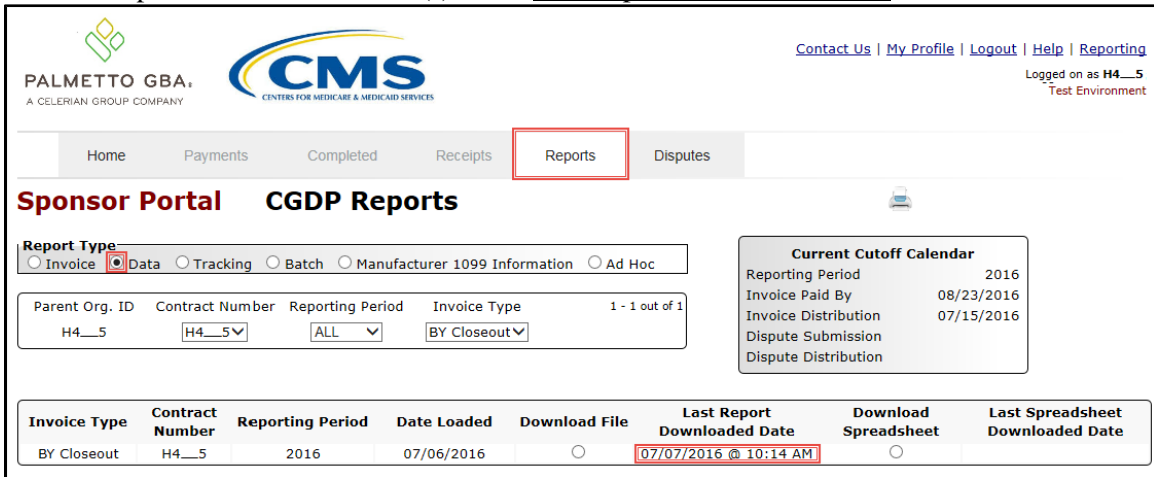 PALMETTO GBA.
A CELERIAN GROUP COMPANY
CMS
CENTERS FOR MEDICARE & MEDICAID SERVICES
Contact Us | My Profile | Logout | Help | Reporting
Logged on as H4__5
Test Environment
Home Payments Completed Receipts Reports Disputes
Sponsor Portal CGDP Reports
Report Type
Invoice Data Tracking Batch Manufacturer 1099 Information Ad Hoc
Parent Org. ID Contract Number Reporting Period Invoice Type 1 - 1 out of 1
H4__5 H4__5 ALL BY Closeout
Current Cutoff Calendar
Reporting Period 2016
Invoice Paid By 08/23/2016
Invoice Distribution 07/15/2016
Dispute Submission
Dispute Distribution
Invoice Type Contract Number Reporting Period Date Loaded Download File Last Report Downloaded Date Download Spreadsheet Last Spreadsheet Downloaded Date
BY Closeout H4__5 2016 07/06/2016 07/07/2016 @ 10:14 AM